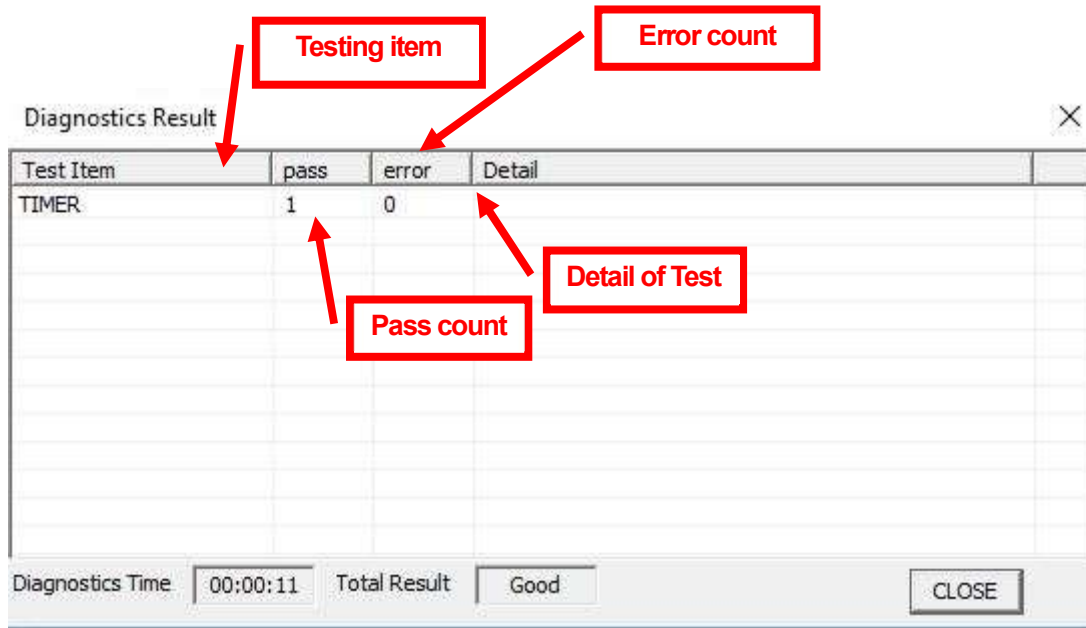 Testing item
Error count
Diagnostics Result
Test Item pass error Detail
TIMER 1 0
Detail of Test
Pass count
Diagnostics Time 00:00:11 Total Result Good CLOSE